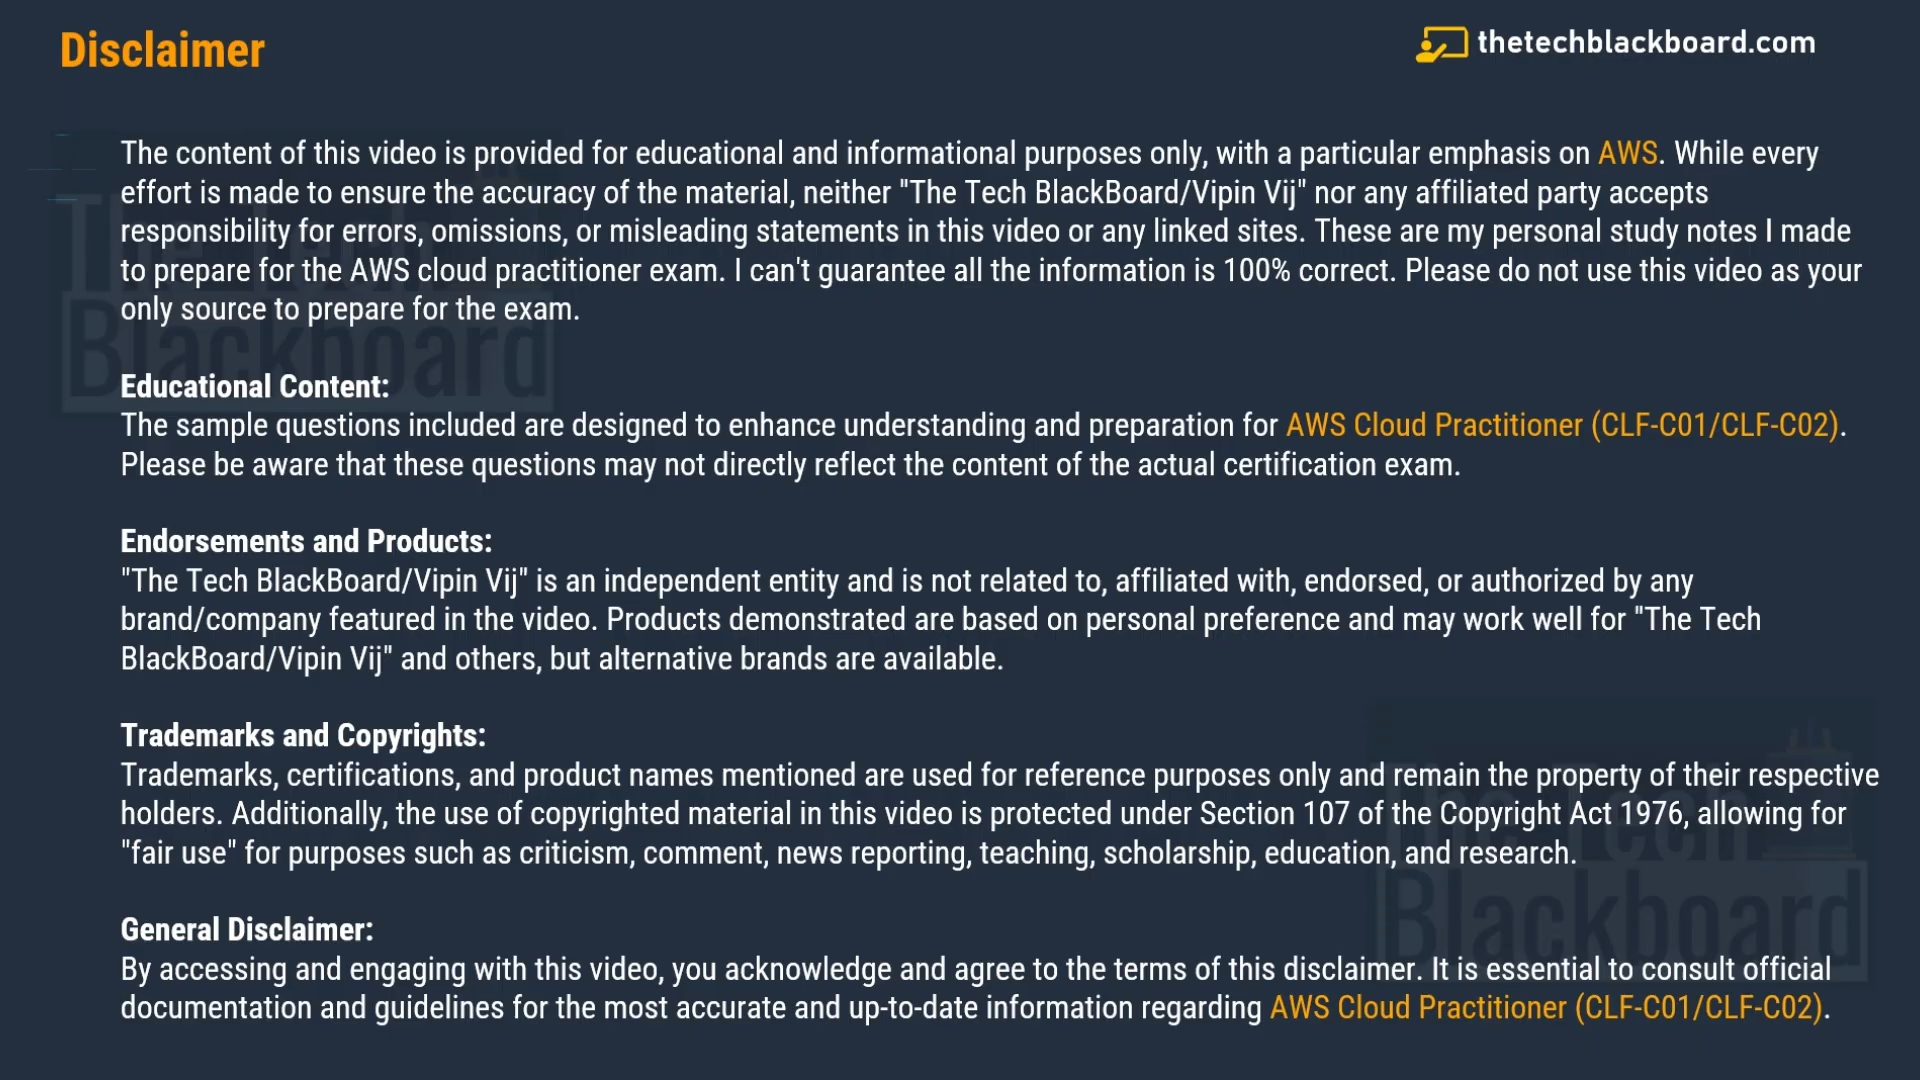 Disclaimer
thetechblackboard.com
The content of this video is provided for educational and informational purposes only, with a particular emphasis on AWS. While every
effort is made to ensure the accuracy of the material, neither "The Tech BlackBoard/Vipin Vij" nor any affiliated party accepts
responsibility for errors, omissions, or misleading statements in this video or any linked sites. These are my personal study notes I made
to prepare for the AWS cloud practitioner exam. I can't guarantee all the information is 100% correct. Please do not use this video as your
only source to prepare for the exam.
Educational Content:
The sample questions included are designed to enhance understanding and preparation for AWS Cloud Practitioner (CLF-C01/CLF-C02).
Please be aware that these questions may not directly reflect the content of the actual certification exam.
Endorsements and Products:
"The Tech BlackBoard/Vipin Vij" is an independent entity and is not related to, affiliated with, endorsed, or authorized by any
brand/company featured in the video. Products demonstrated are based on personal preference and may work well for "The Tech
BlackBoard/Vipin Vij" and others, but alternative brands are available.
Trademarks and Copyrights:
Trademarks, certifications, and product names mentioned are used for reference purposes only and remain the property of their respective
holders. Additionally, the use of copyrighted material in this video is protected under Section 107 of the Copyright Act 1976, allowing for
"fair use" for purposes such as criticism, comment, news reporting, teaching, scholarship, education, and research.
General Disclaimer:
By accessing and engaging with this video, you acknowledge and agree to the terms of this disclaimer. It is essential to consult official
documentation and guidelines for the most accurate and up-to-date information regarding AWS Cloud Practitioner (CLF-C01/CLF-C02).
The Tech
Blackboard
The Tech
Blackboard